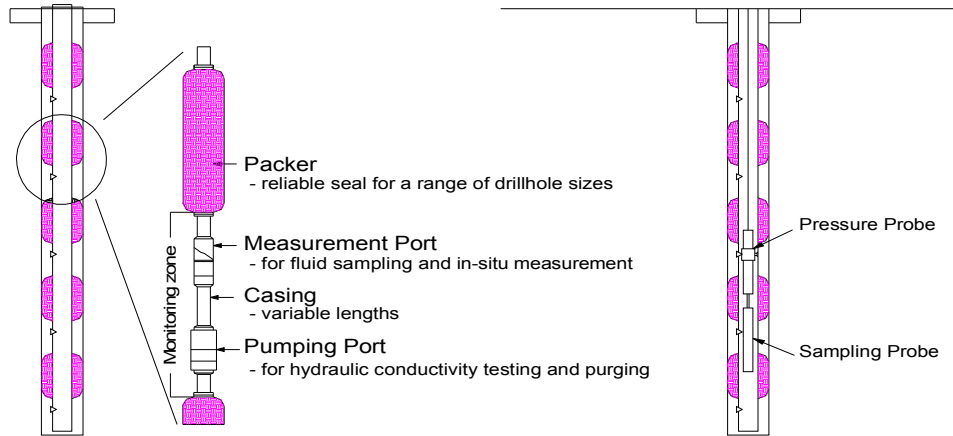 Packer
- reliable seal for a range of drillhole sizes
Monitoring zone
Measurement Port
- for fluid sampling and in-situ measurement
Casing
- variable lengths
Pumping Port
- for hydraulic conductivity testing and purging
Pressure Probe
Sampling Probe